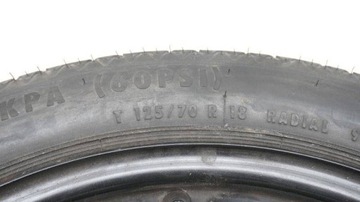 KPA (60PSI)
T 125/70 R 18 RADIAL